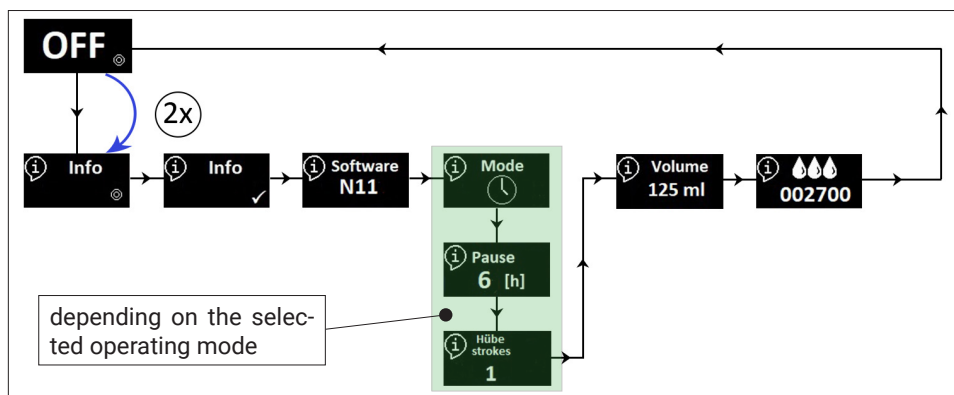 OFF
2x
Info
Info
Software
N11
Mode
Pause
6 [h]
Hübe
strokes
1
Volume
125 ml
002700
depending on the selec-
ted operating mode